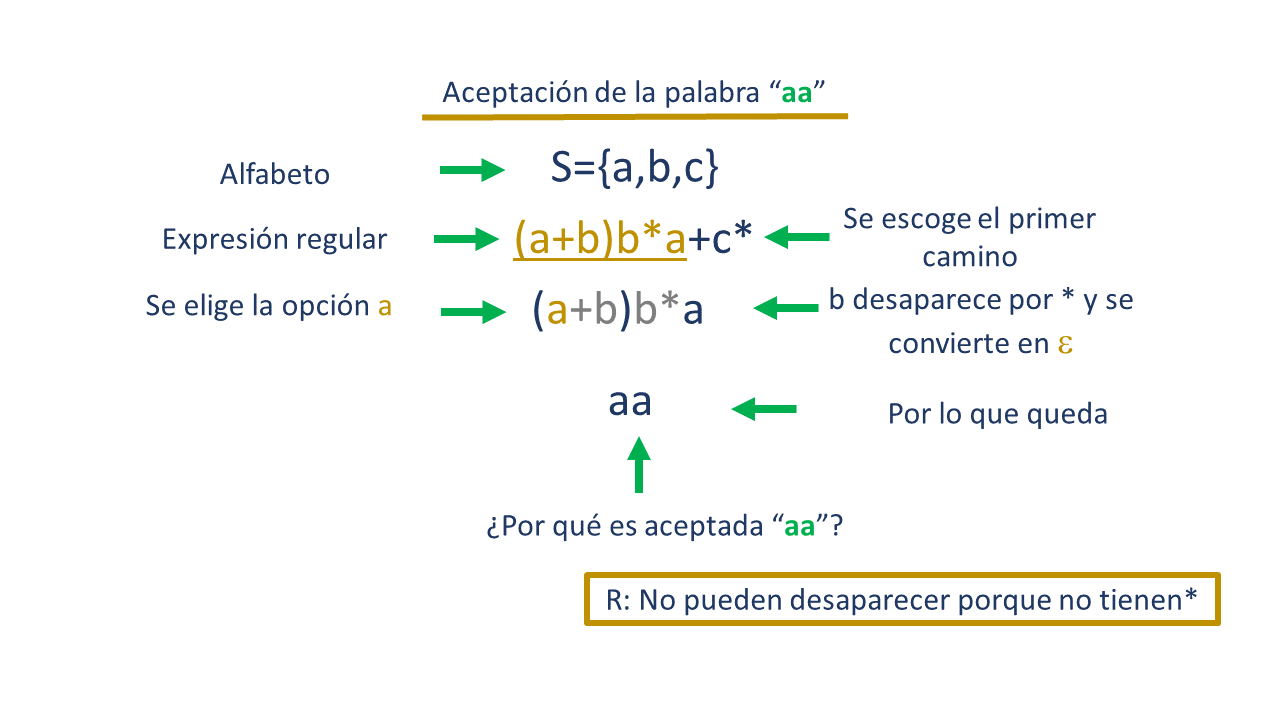 Aceptación de la palabra “aa”
Alfabeto
S={a,b,c}
Expresión regular
(a+b)b*a+c*
Se escoge el primer
camino
Se elige la opción a
(a+b)b*a
b desaparece por * y se
convierte en ε
aa
Por lo que queda
¿Por qué es aceptada “aa”?
R: No pueden desaparecer porque no tienen*